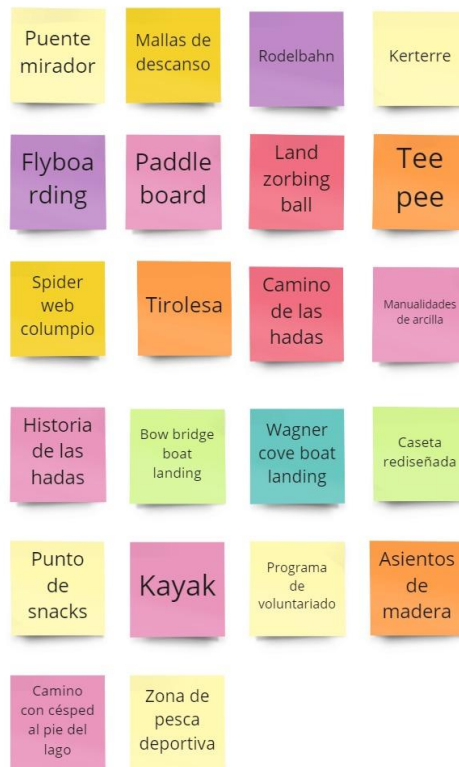 Puente
mirador
Mallas de
descanso
Rodelbahn
Kerterre
Flyboa
rding
Paddle
board
Land
zorbing
ball
Tee
pee
Spider
web
columpio
Tirolesa
Camino
de las
hadas
Manualidades
de arcilla
Historia
de las
hadas
Bow bridge
boat
landing
Wagner
cove boat
landing
Caseta
rediseñada
Punto
de
snacks
Kayak
Programa
de
voluntariado
Asientos
de
madera
Camino
con césped
al pie del
lago
Zona de
pesca
deportiva